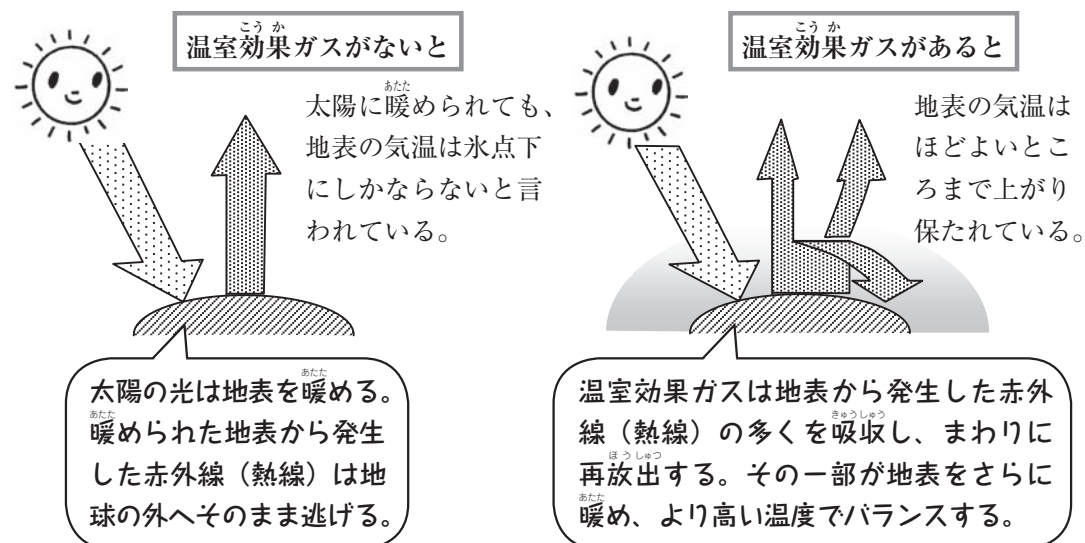 温室効果ガスがないと
太陽に暖められても、
地表の気温は氷点下
にしかならないと言
われている。
太陽の光は地表を暖める。
暖められた地表から発生
した赤外線（熱線）は地
球の外へそのまま逃げる。
温室効果ガスがあると
地表の気温は
ほどよいとこ
ろまで上がり
保たれている。
温室効果ガスは地表から発生した赤外
線（熱線）の多くを吸収し、まわりに
再放出する。その一部が地表をさらに
暖め、より高い温度でバランスする。